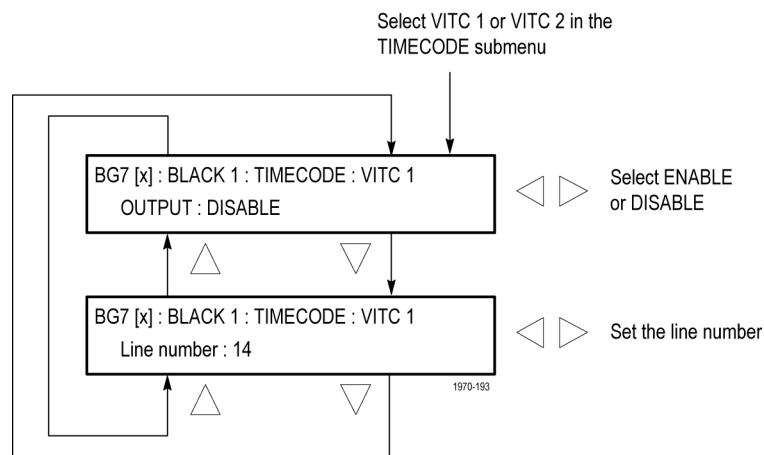 Select VITC 1 or VITC 2 in the
TIMECODE submenu
BG7 [x] : BLACK 1 : TIMECODE : VITC 1
OUTPUT : DISABLE
Select ENABLE
or DISABLE
BG7 [x] : BLACK 1 : TIMECODE : VITC 1
Line number : 14
Set the line number
1970-193